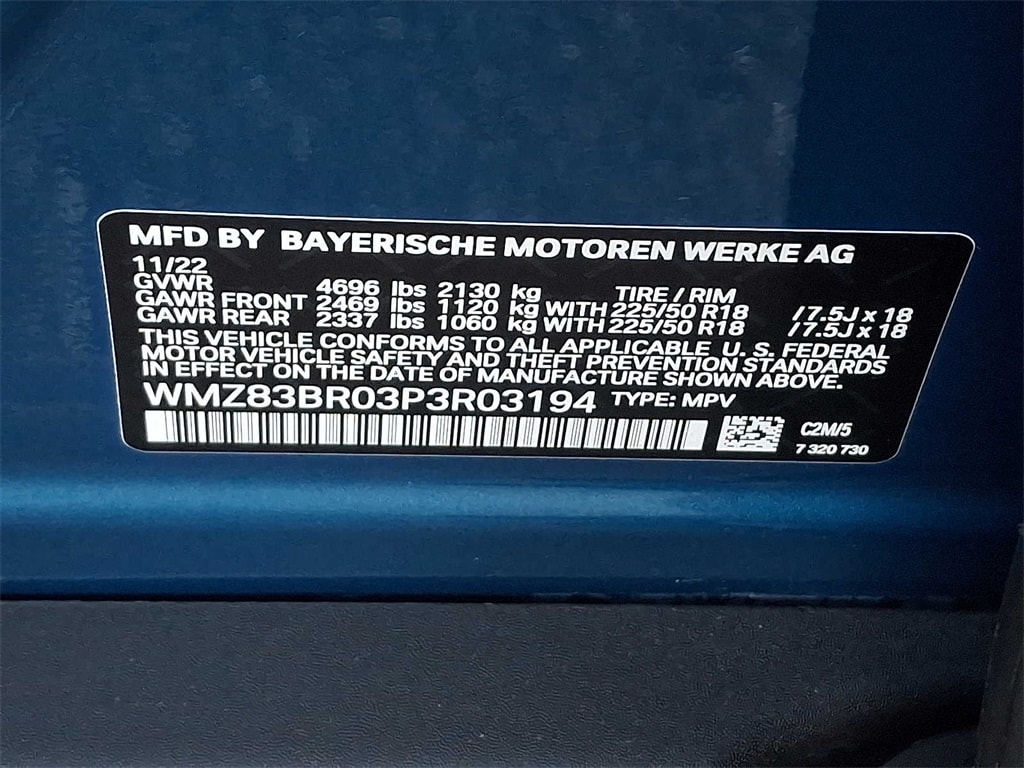 MFD BY BAYERISCHE MOTOREN WERKE AG
11/22
GVWR 4696 lbs 2130 kg TIRE / RIM
GAWR FRONT 2469 lbs 1120 kg WITH 225/50 R18 /7.5J x 18
GAWR REAR 2337 lbs 1060 kg WITH 225/50 R18 /7.5J x 18
THIS VEHICLE CONFORMS TO ALL APPLICABLE U. S. FEDERAL
MOTOR VEHICLE SAFETY AND THEFT PREVENTION STANDARDS
IN EFFECT ON THE DATE OF MANUFACTURE SHOWN ABOVE.
WMZ83BR03P3R03194 TYPE: MPV
C2M/5
7 320 730